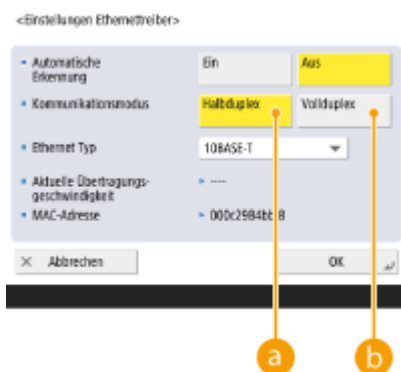 <Einstellungen Ethernettreiber>
Automatische
Erkennung
Ein
Aus
Kommunikationsmodus
Halbduplex
Vollduplex
Ethernet Typ
10BASE-T
Aktuelle Übertragungs-
geschwindigkeit
----
MAC-Adresse
× Abbrechen
OK
a
b